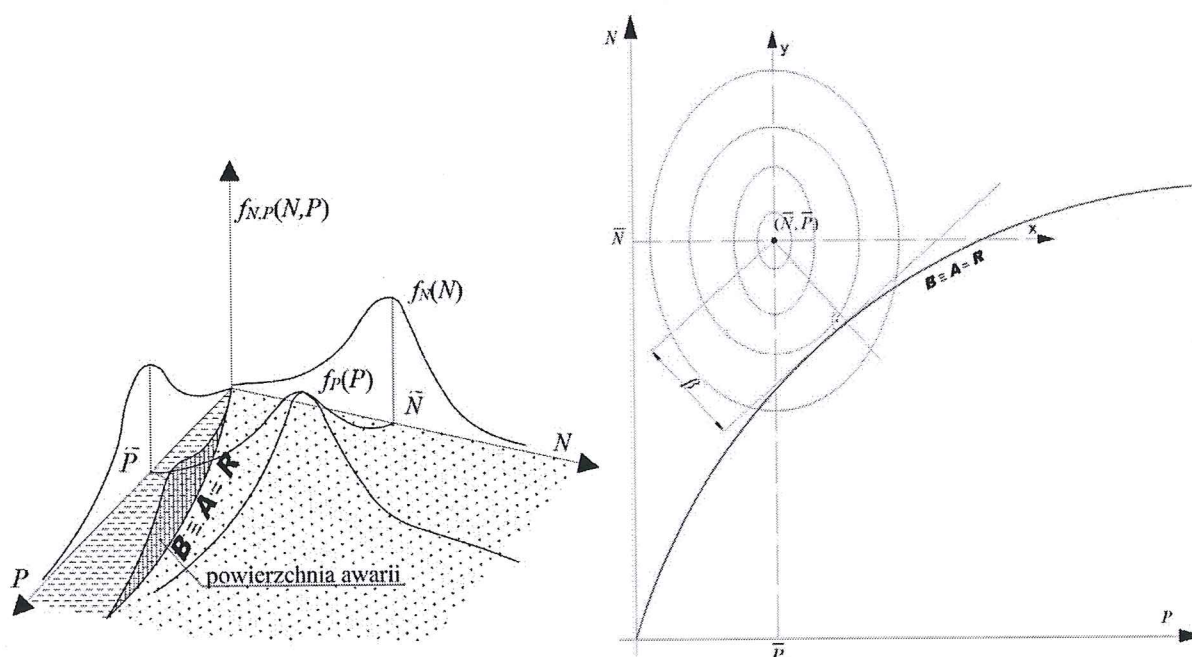 f_{N,P}(N,P)
f_N(N)
f_P(P)
N̄
P̄
N
B ≡ A = R
P
powierzchnia awarii
N
y
(N̄, P̄)
N̄
x
B ≡ A = R
β
P
P̄